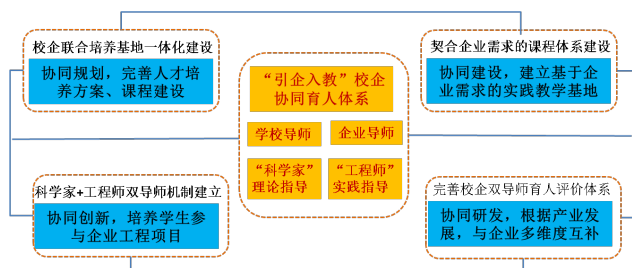 校企联合培养基地一体化建设
协同规划，完善人才培
养方案、课程建设
“引企入教”校企
协同育人体系
学校导师
企业导师
“科学家”
理论指导
“工程师”
实践指导
契合企业需求的课程体系建设
协同建设，建立基于企
业需求的实践教学基地
科学家+工程师双导师机制建立
协同创新，培养学生参
与企业工程项目
完善校企双导师育人评价体系
协同研发，根据产业发
展，与企业多维度互补